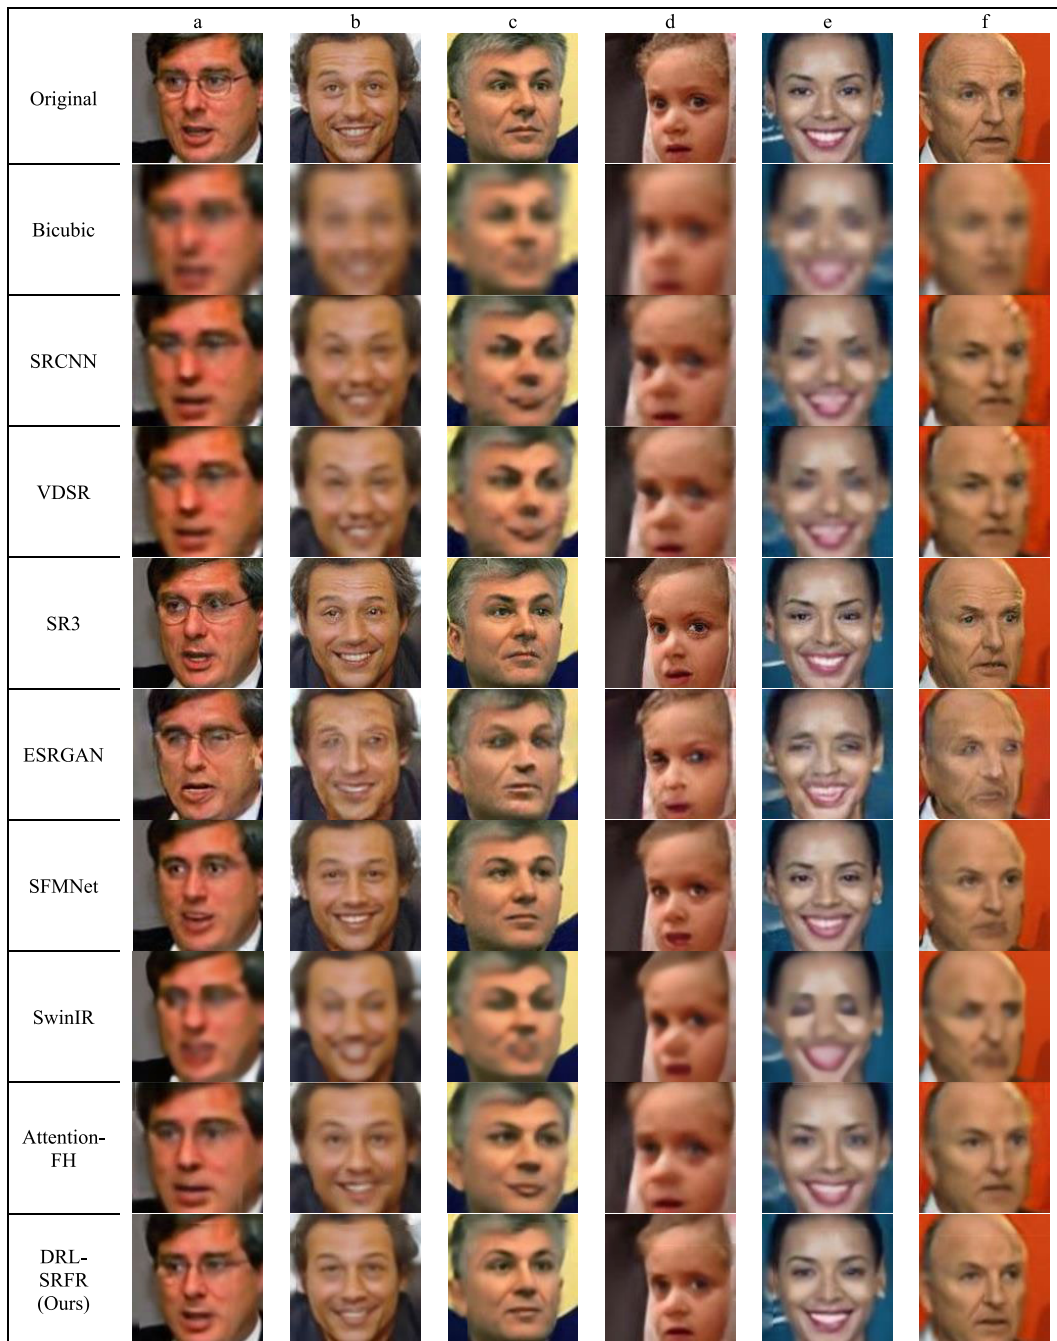 a b c d e f
Original
Bicubic
SRCNN
VDSR
SR3
ESRGAN
SFMNet
SwinIR
Attention-
FH
DRL-
SRFR
(Ours)